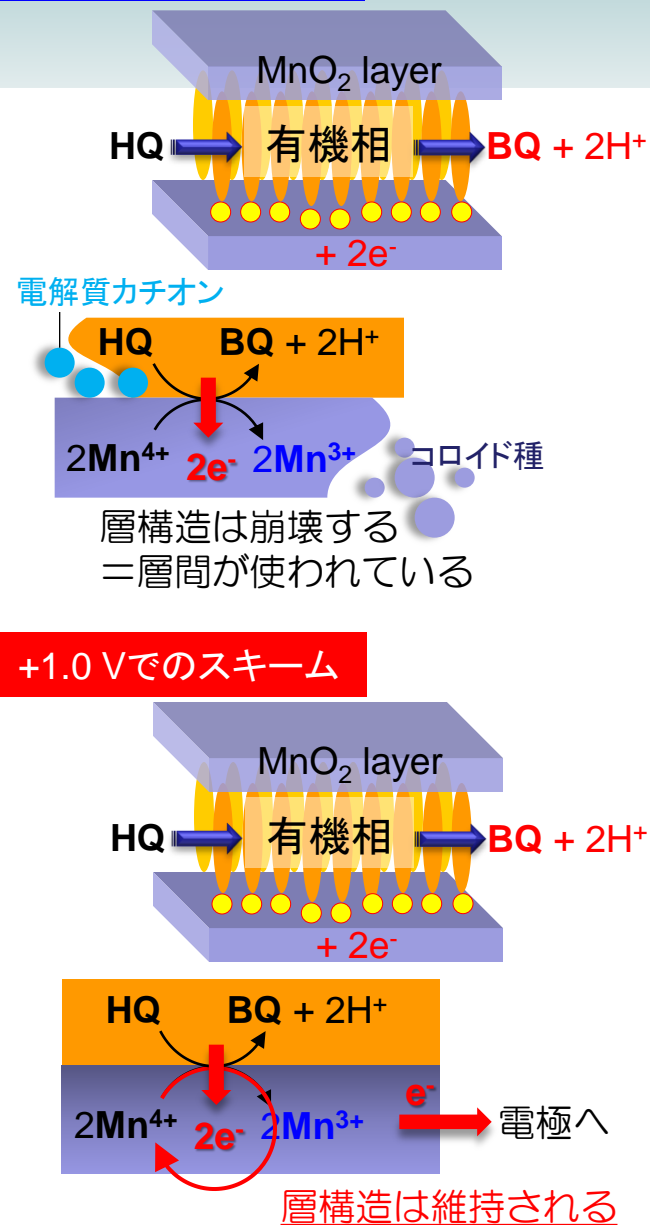 MnO₂ layer
HQ 有機相 BQ + 2H⁺
+ 2e⁻
電解質カチオン
HQ BQ + 2H⁺
2Mn⁴⁺ 2e⁻ 2Mn³⁺ コロイド種
層構造は崩壊する
＝層間が使われている
+1.0 Vでのスキーム
MnO₂ layer
HQ 有機相 BQ + 2H⁺
+ 2e⁻
HQ BQ + 2H⁺
2Mn⁴⁺ 2e⁻ 2Mn³⁺ e⁻ 電極へ
層構造は維持される